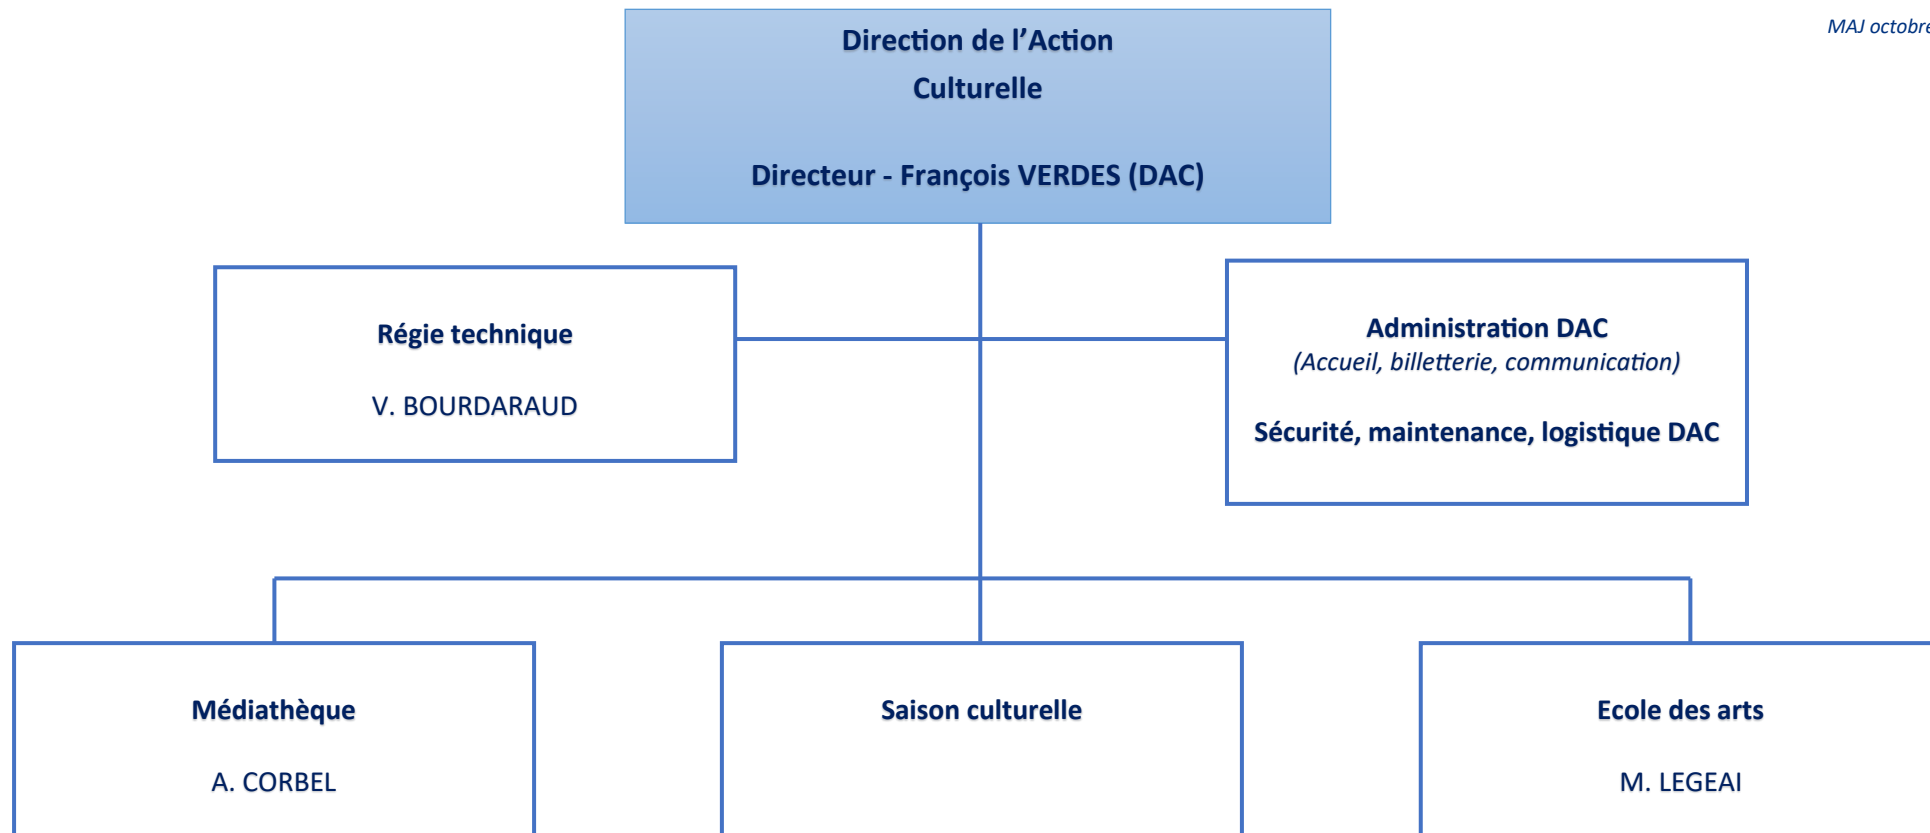 MAJ octobre
Direction de l’Action
Culturelle
Directeur - François VERDES (DAC)
Régie technique
V. BOURDARAUD
Administration DAC
(Accueil, billetterie, communication)
Sécurité, maintenance, logistique DAC
Médiathèque
A. CORBEL
Saison culturelle
Ecole des arts
M. LEGEAI